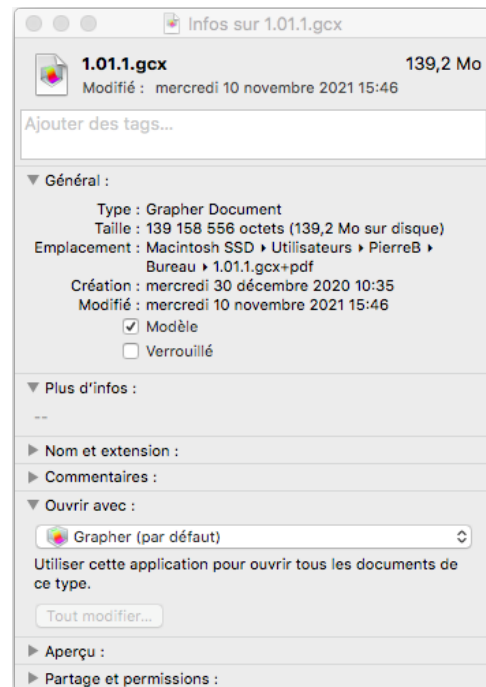 Infos sur 1.01.1.gcx
1.01.1.gcx 139,2 Mo
Modifié : mercredi 10 novembre 2021 15:46
Ajouter des tags...
Général :
Type : Grapher Document
Taille : 139 158 556 octets (139,2 Mo sur disque)
Emplacement : Macintosh SSD ▸ Utilisateurs ▸ PierreB ▸
Bureau ▸ 1.01.1.gcx+pdf
Création : mercredi 30 décembre 2020 10:35
Modifié : mercredi 10 novembre 2021 15:46
Modèle
Verrouillé
Plus d'infos :
--
Nom et extension :
Commentaires :
Ouvrir avec :
Grapher (par défaut)
Utiliser cette application pour ouvrir tous les documents de
ce type.
Tout modifier...
Aperçu :
Partage et permissions :